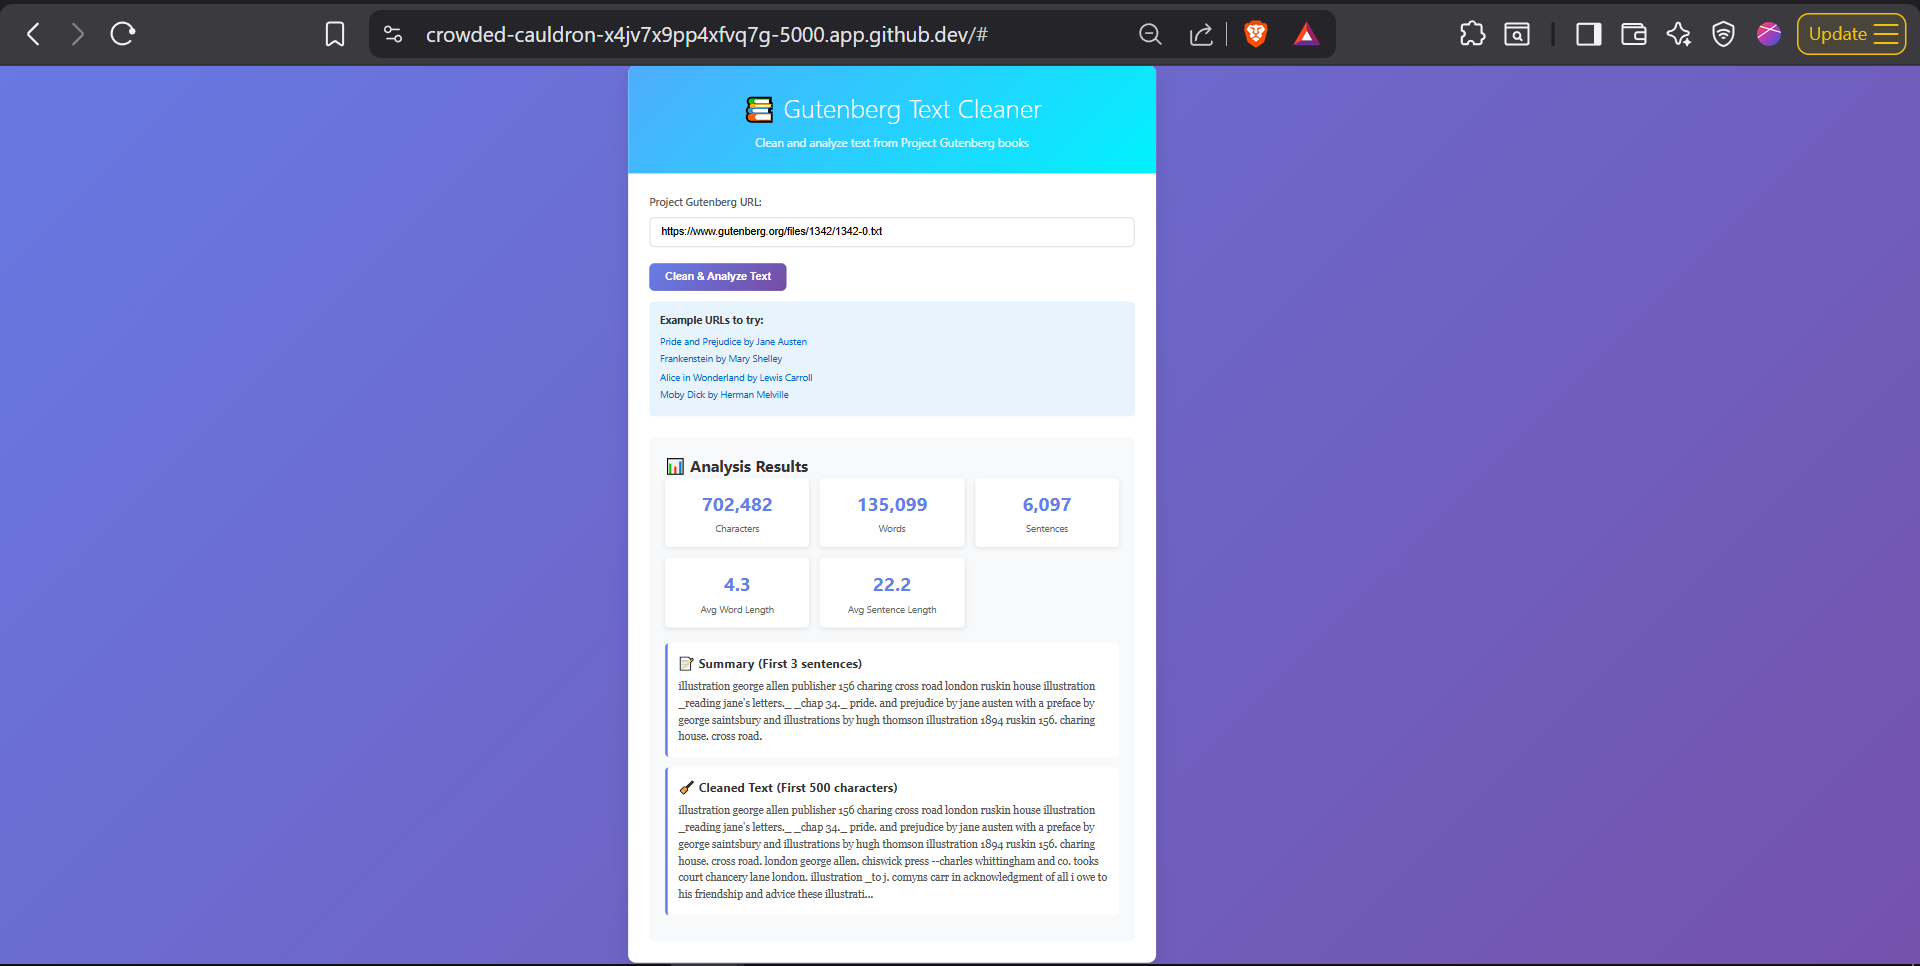 crowded-cauldron-x4jv7x9pp4xfvq7g-5000.app.github.dev/#
Update
Gutenberg Text Cleaner
Clean and analyze text from Project Gutenberg books
Project Gutenberg URL:
https://www.gutenberg.org/files/1342/1342-0.txt
Clean & Analyze Text
Example URLs to try:
Pride and Prejudice by Jane Austen
Frankenstein by Mary Shelley
Alice in Wonderland by Lewis Carroll
Moby Dick by Herman Melville
Analysis Results
702,482
Characters
135,099
Words
6,097
Sentences
4.3
Avg Word Length
22.2
Avg Sentence Length
Summary (First 3 sentences)
illustration george allen publisher 156 charing cross road london ruskin house illustration
_reading jane's letters._ _chap 34._ pride. and prejudice by jane austen with a preface by
george saintsbury and illustrations by hugh thomson illustration 1894 ruskin 156. charing
house. cross road.
Cleaned Text (First 500 characters)
illustration george allen publisher 156 charing cross road london ruskin house illustration
_reading jane's letters._ _chap 34._ pride. and prejudice by jane austen with a preface by
george saintsbury and illustrations by hugh thomson illustration 1894 ruskin 156. charing
house. cross road. london george allen. chiswick press --charles whittingham and co. tooks
court chancery lane london. illustration _to j. comyns carr in acknowledgment of all i owe to
his friendship and advice these illustrati...